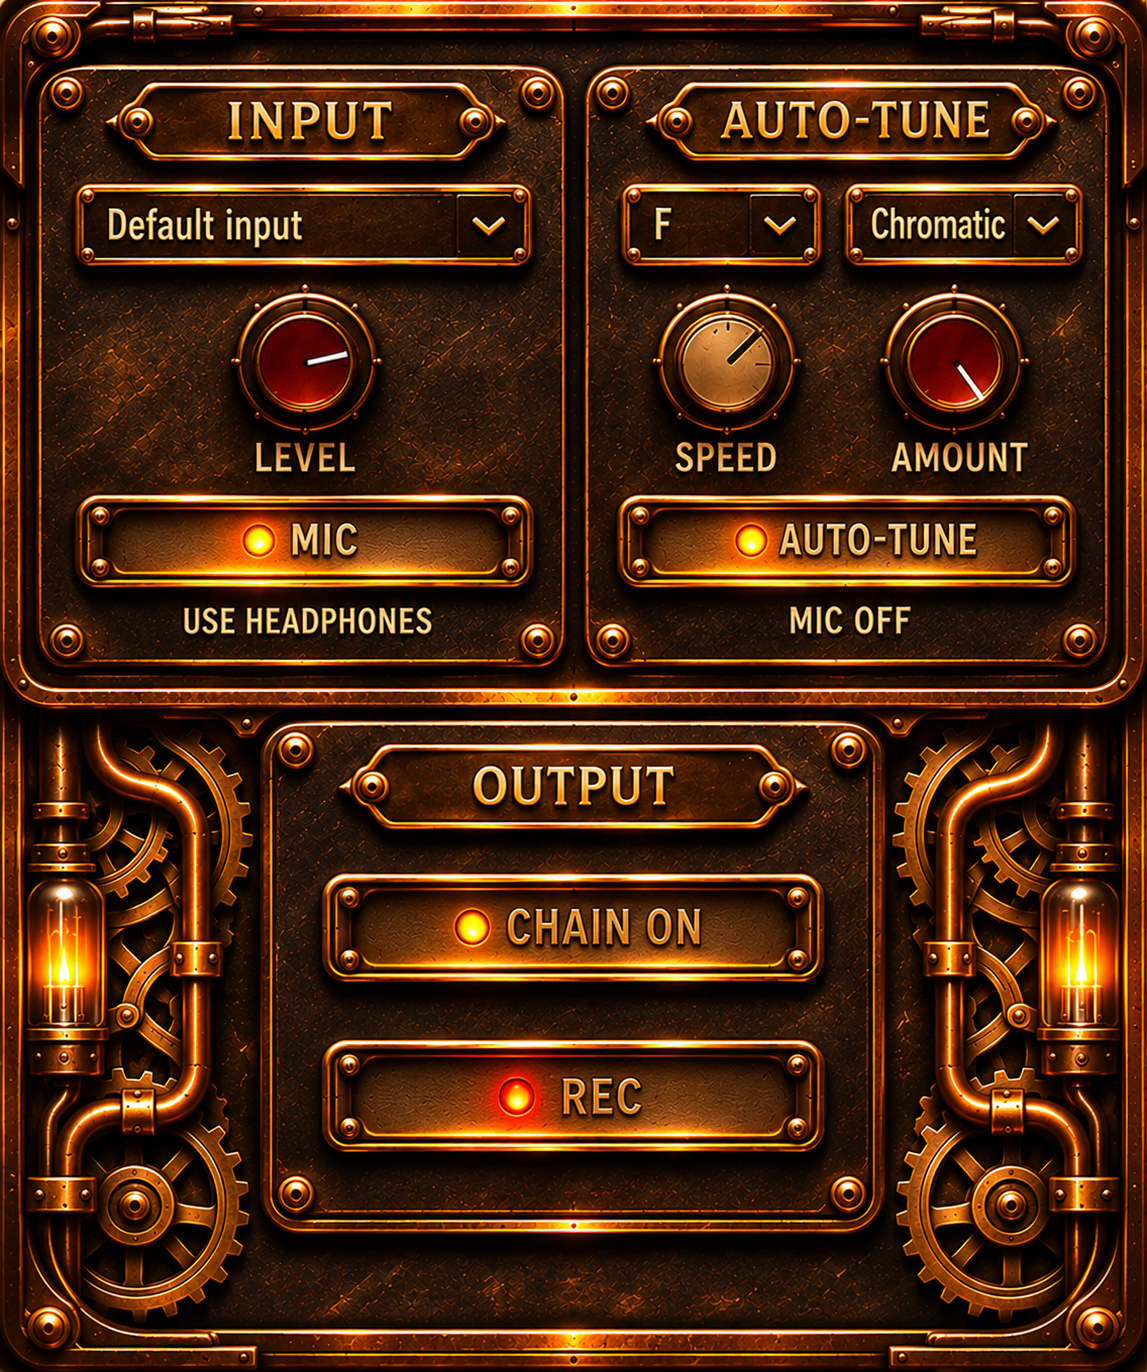 INPUT
Default input
LEVEL
MIC
USE HEADPHONES
AUTO-TUNE
F
Chromatic
SPEED
AMOUNT
AUTO-TUNE
MIC OFF
OUTPUT
CHAIN ON
REC